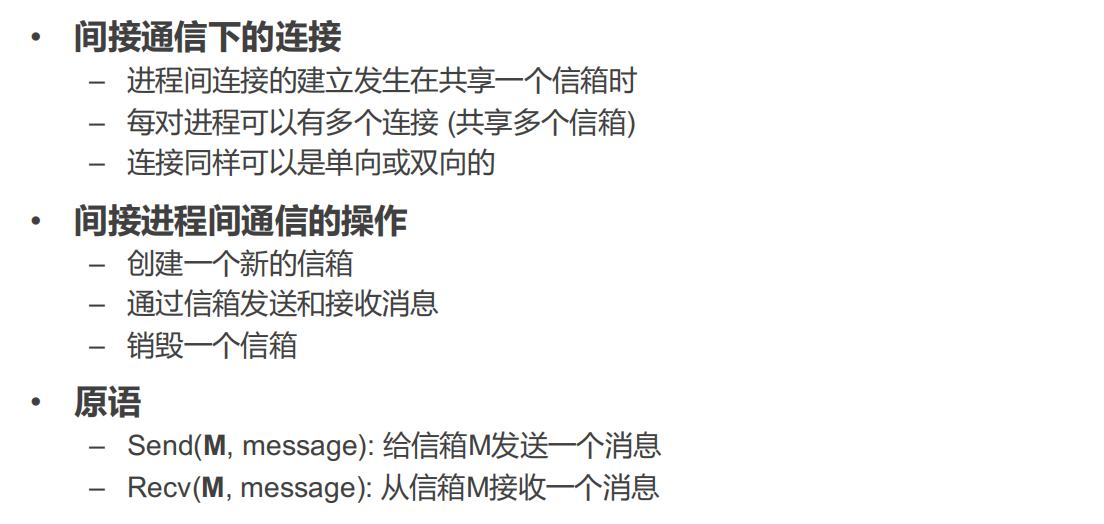 • 间接通信下的连接
– 进程间连接的建立发生在共享一个信箱时
– 每对进程可以有多个连接 (共享多个信箱)
– 连接同样可以是单向或双向的
• 间接进程间通信的操作
– 创建一个新的信箱
– 通过信箱发送和接收消息
– 销毁一个信箱
• 原语
– Send(M, message): 给信箱M发送一个消息
– Recv(M, message): 从信箱M接收一个消息